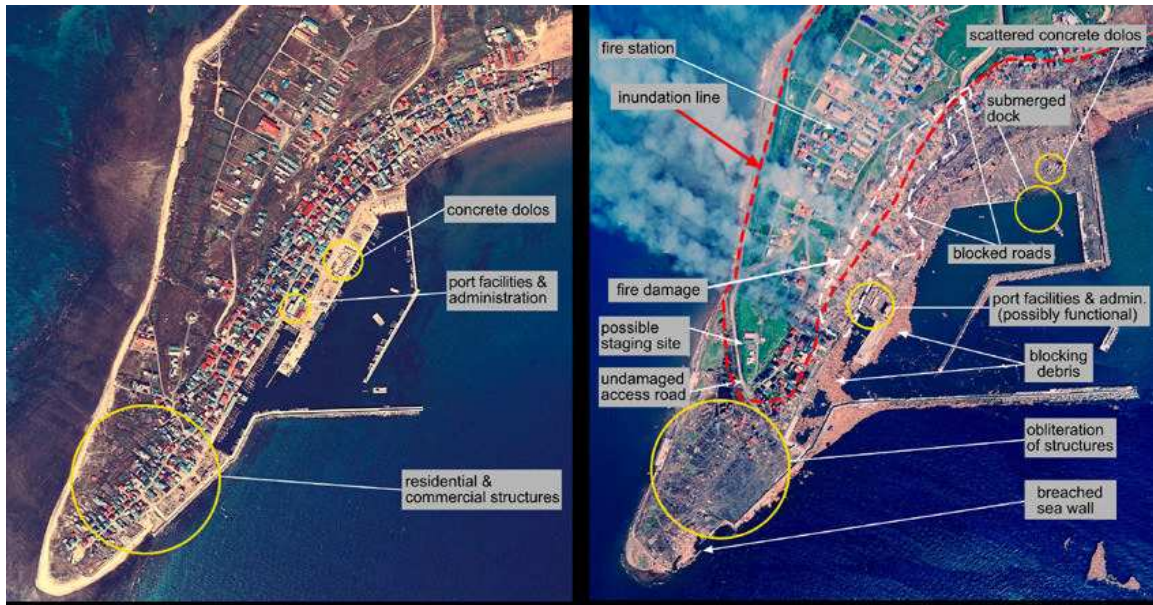 concrete dolos
port facilities &
administration
residential &
commercial structures
scattered concrete dolos
fire station
submerged
dock
inundation line
blocked roads
fire damage
port facilities & admin.
(possibly functional)
possible
staging site
blocking
debris
undamaged
access road
obliteration
of structures
breached
sea wall